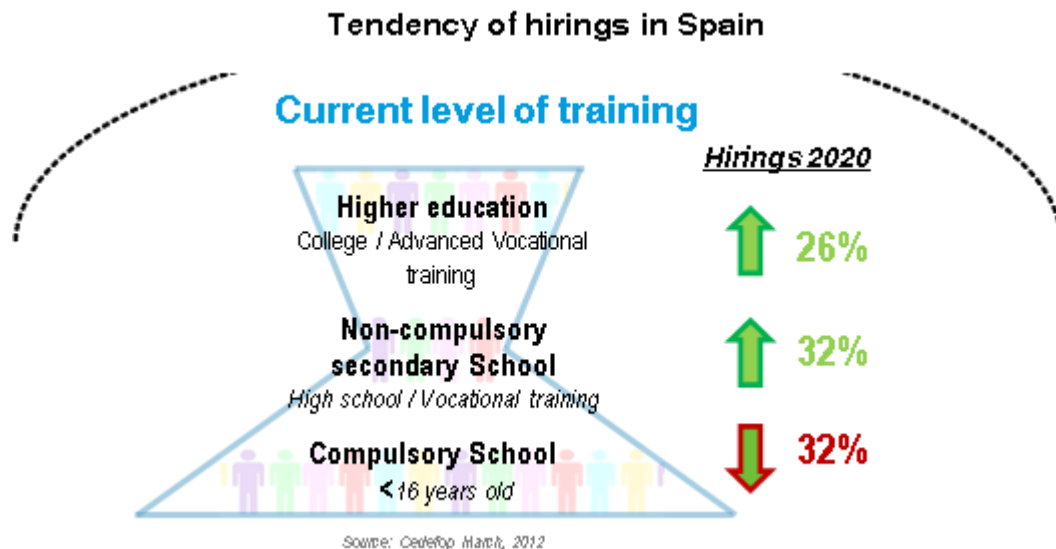 Tendency of hirings in Spain
Current level of training
Hirings 2020
Higher education
College / Advanced Vocational
training
26%
Non-compulsory
secondary School
High school / Vocational training
32%
Compulsory School
<16 years old
32%
Source: Cedefop March, 2012